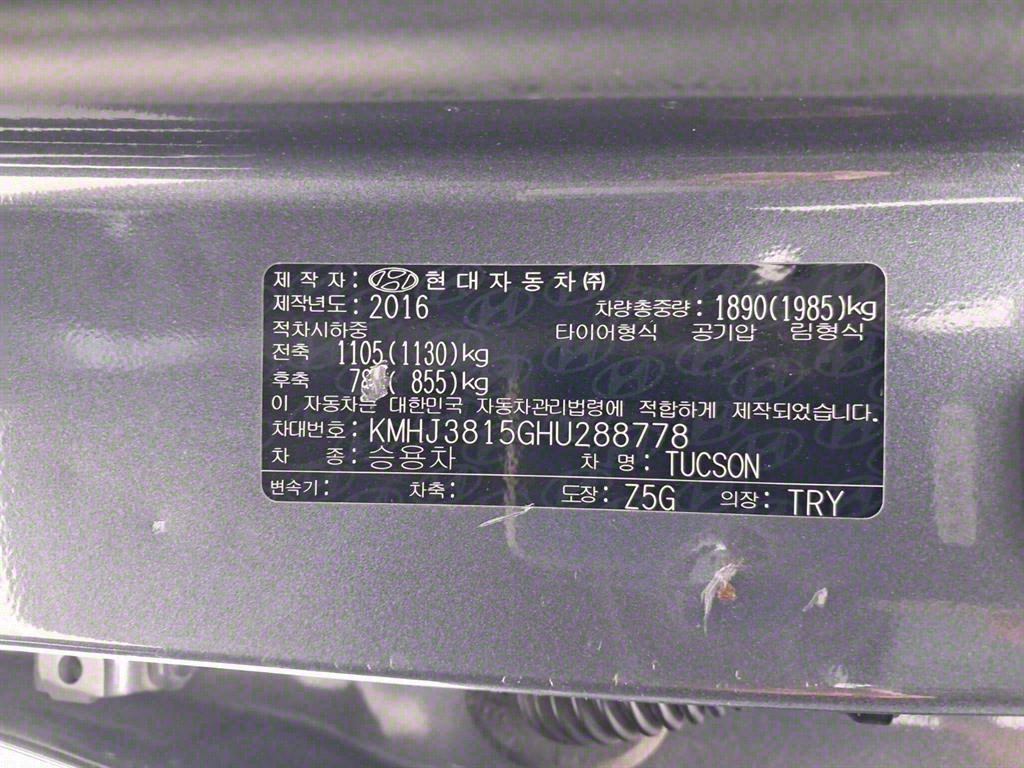 제 작 자 : 현 대 자 동 차 ㈜
제작년도 : 2016 차량총중량 : 1890(1985)kg
적차시하중 타이어형식 공기압 림형식
전축 1105(1130)kg
후축 ( 855)kg
이 자동차는 대한민국 자동차관리법령에 적합하게 제작되었습니다.
차대번호 : KMHJ3815GHU288778
차 종 : 승용차 차 명 : TUCSON
변속기 : 차축 : 도장 : Z5G 의장 : TRY